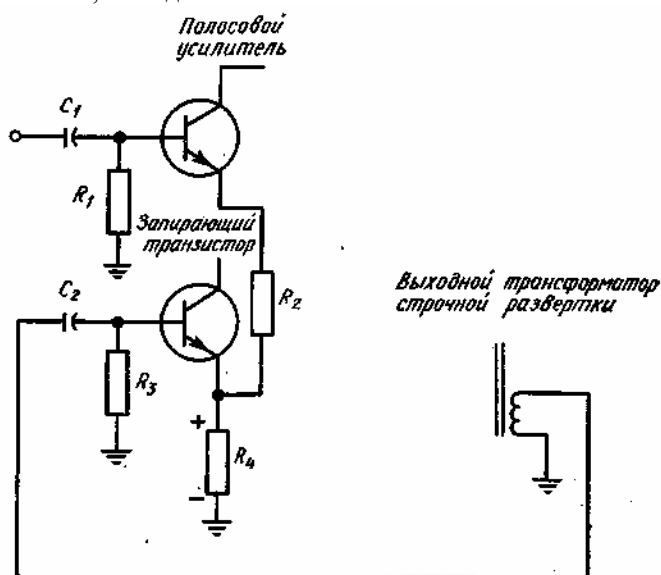 Полосовой
усилитель
C1
R1
Запирающий
транзистор
C2
R2
Выходной трансформатор
строчной развертки
R3
+
R4
-